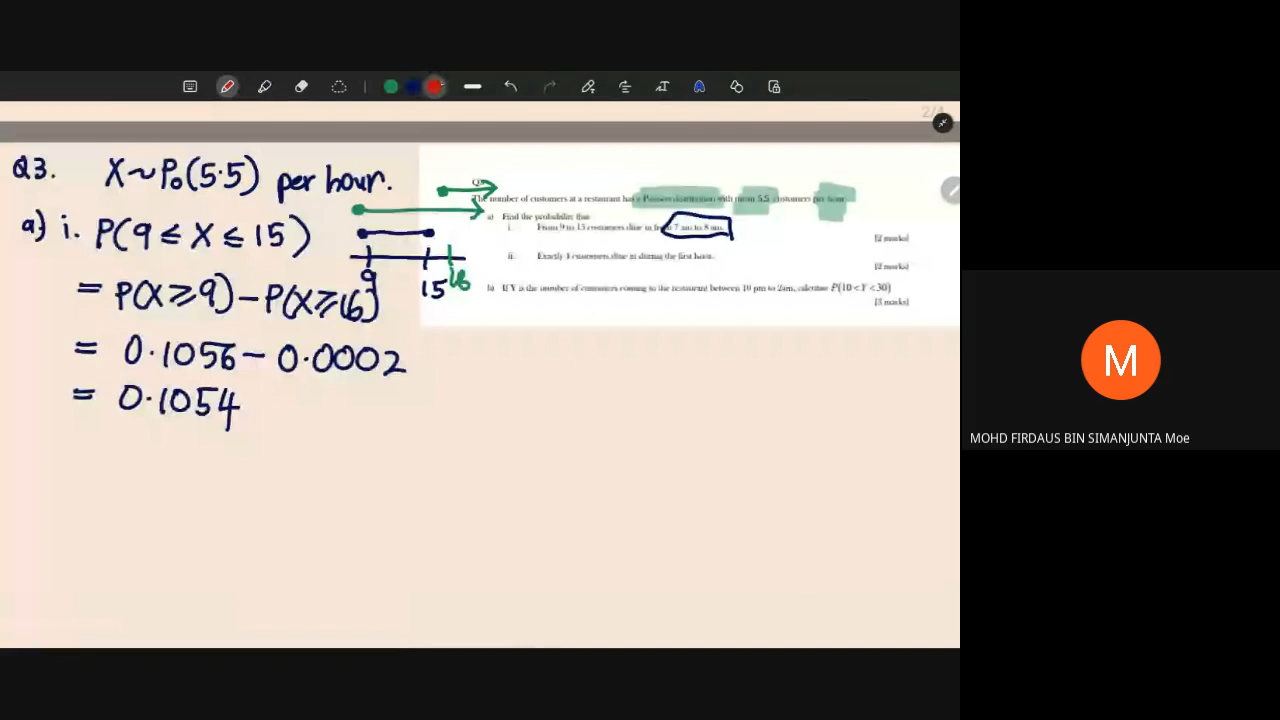 2/4
Q3. X~P₀(5.5) per hour.
a) i. P(9 ≤ X ≤ 15)
= P(X≥9) - P(X≥16)
= 0.1056 - 0.0002
= 0.1054
9 15 16
The number of customers at a restaurant has a Poisson distribution with mean 5.5 customers per hour
a) Find the probability that
i. From 9 to 15 customers dine in from 7 am to 8 am.
[2 marks]
ii. Exactly customers dine in during the first hour.
[2 marks]
b) If Y is the number of customers coming to the restaurant between 10 pm to 2am, calculate P(10 < Y < 30)
[3 marks]
M
MOHD FIRDAUS BIN SIMANJUNTA Moe